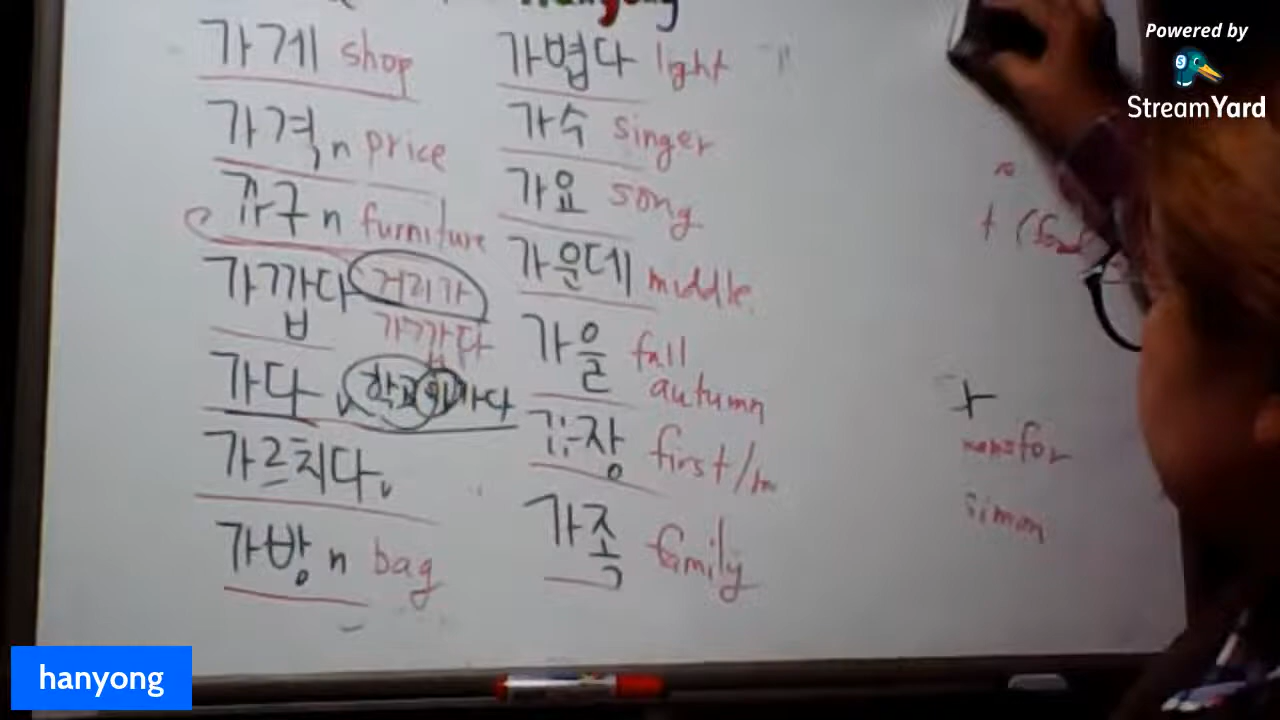 Powered by
StreamYard
가게 shop
가격 n price
가구 n furniture
가깝다 거리가
가깝다
가다 학교에가다
가르치다
가방 n bag
가볍다 light
가수 singer
가요 song
가운데 middle
가을 fall
autumn
가장 first/m
가족 family
simon
hanyong